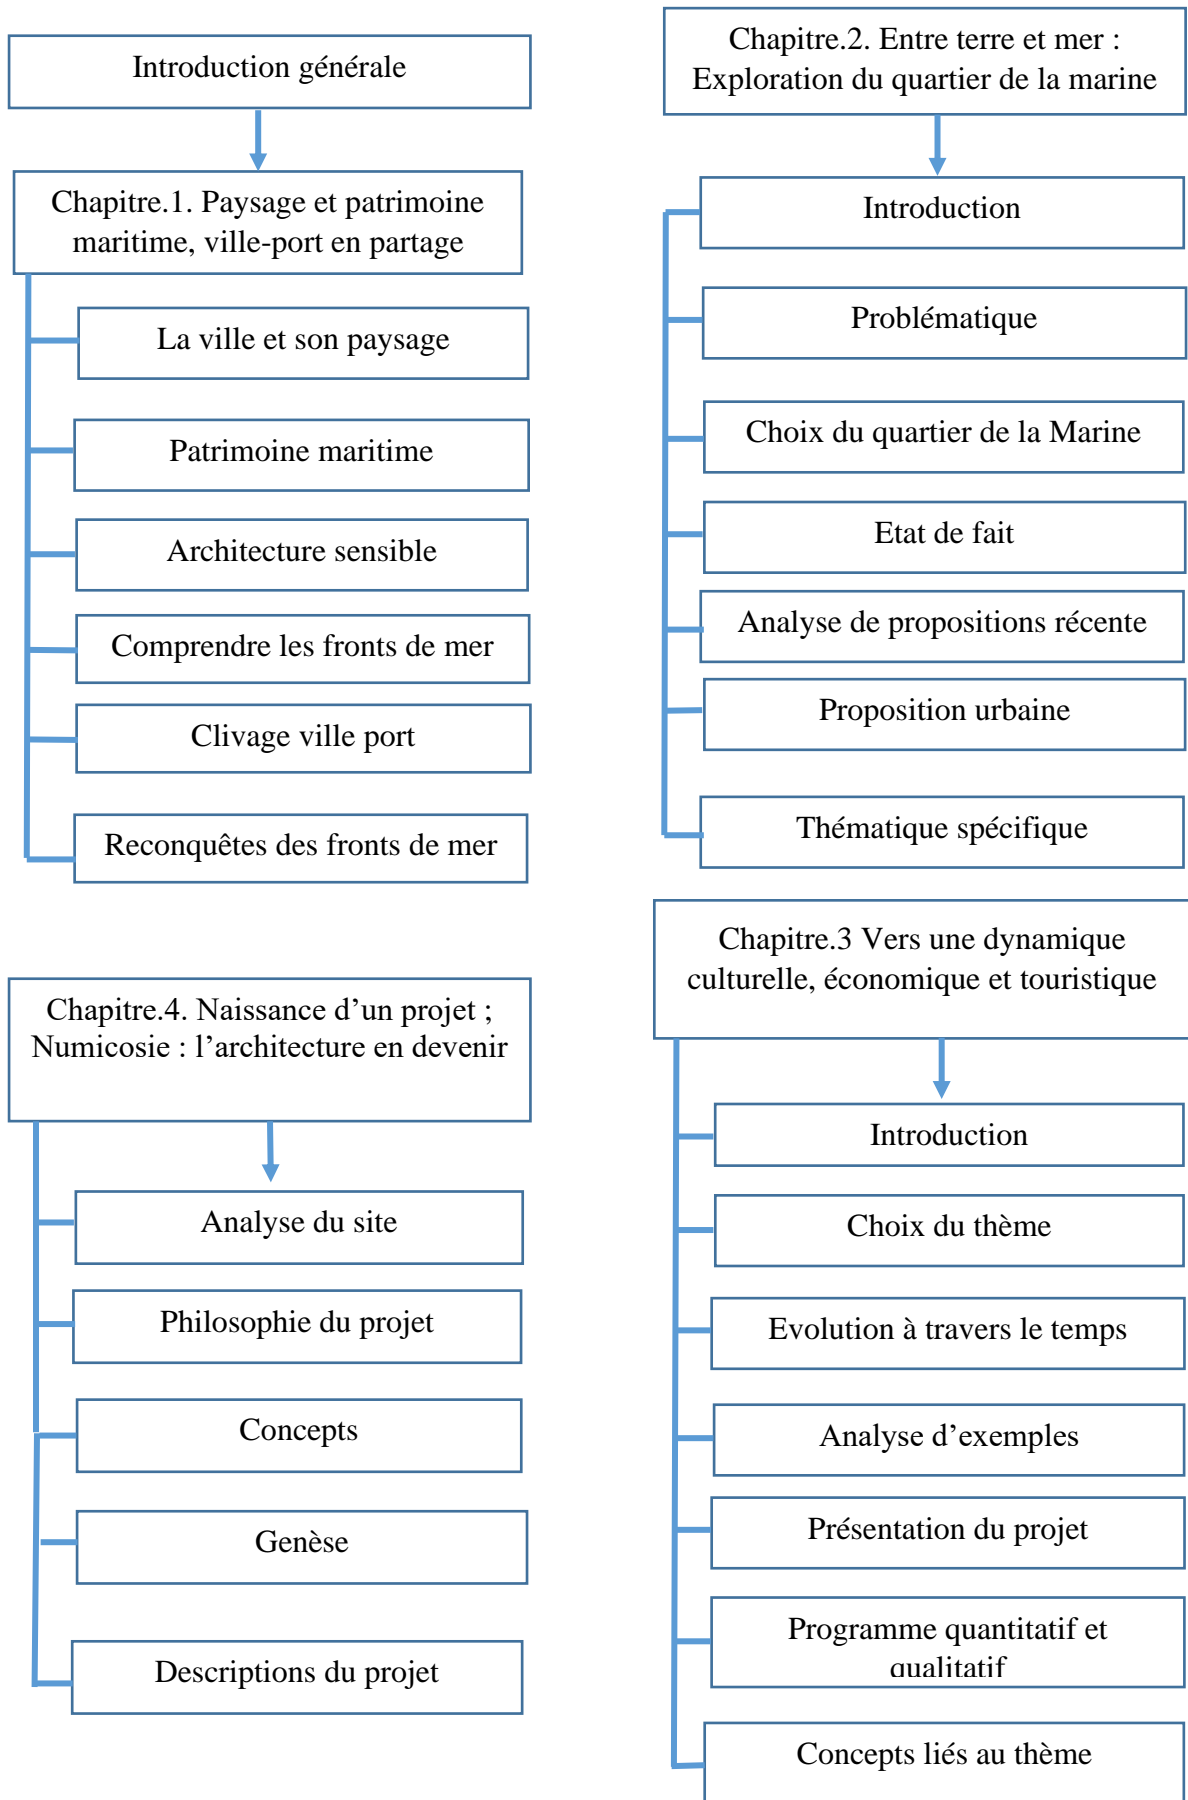 Introduction générale
Chapitre.1. Paysage et patrimoine
maritime, ville-port en partage
La ville et son paysage
Patrimoine maritime
Architecture sensible
Comprendre les fronts de mer
Clivage ville port
Reconquêtes des fronts de mer
Chapitre.2. Entre terre et mer :
Exploration du quartier de la marine
Introduction
Problématique
Choix du quartier de la Marine
Etat de fait
Analyse de propositions récente
Proposition urbaine
Thématique spécifique
Chapitre.3 Vers une dynamique
culturelle, économique et touristique
Introduction
Choix du thème
Evolution à travers le temps
Analyse d’exemples
Présentation du projet
Programme quantitatif et
qualitatif
Concepts liés au thème
Chapitre.4. Naissance d’un projet ;
Numicosie : l’architecture en devenir
Analyse du site
Philosophie du projet
Concepts
Genèse
Descriptions du projet